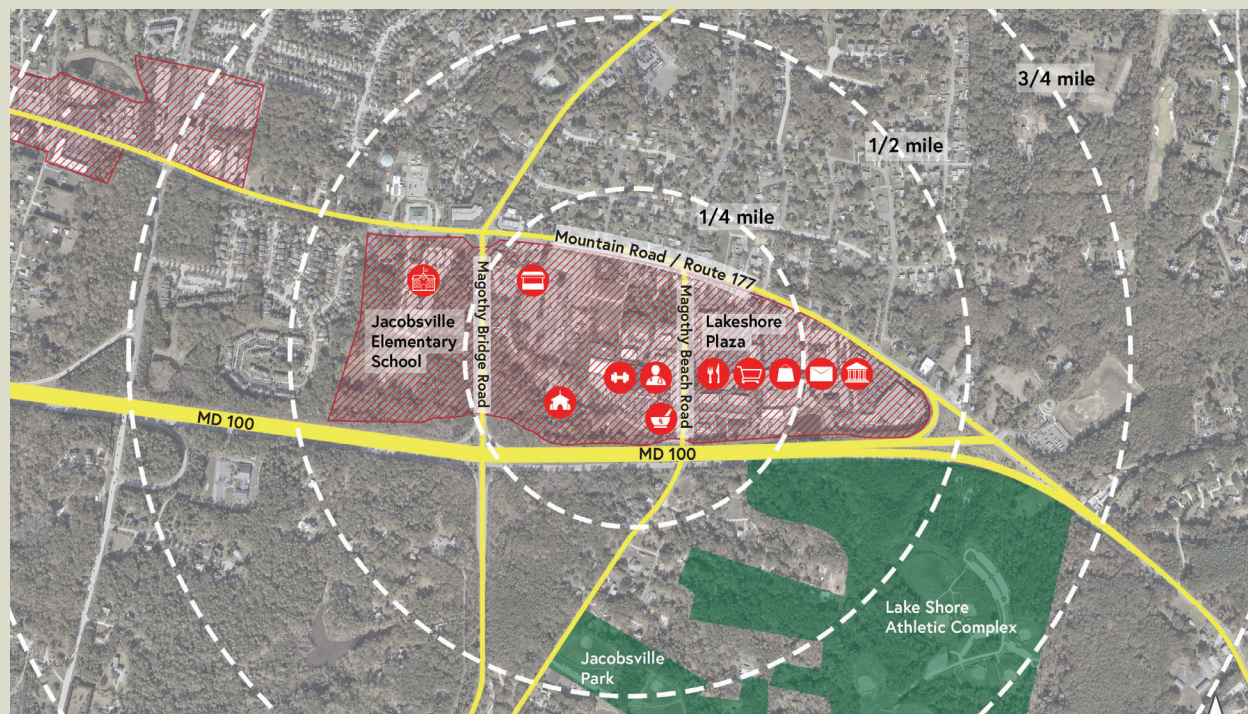 3/4 mile
1/2 mile
1/4 mile
Mountain Road / Route 177
Magothy Bridge Road
Magothy Beach Road
Jacobsville
Elementary
School
Lakeshore
Plaza
MD 100
MD 100
Lake Shore
Athletic Complex
Jacobsville
Park